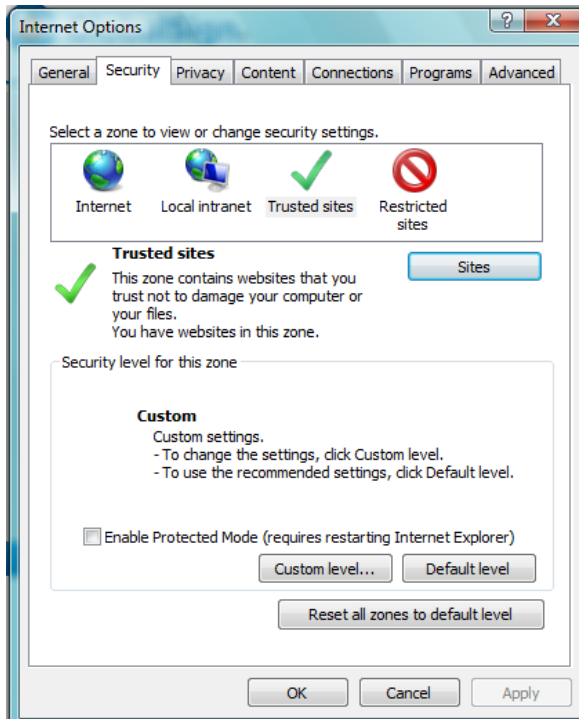 Internet Options
General Security Privacy Content Connections Programs Advanced
Select a zone to view or change security settings.
Internet Local intranet Trusted sites Restricted
sites
Trusted sites
Sites
This zone contains websites that you
trust not to damage your computer or
your files.
You have websites in this zone.
Security level for this zone
Custom
Custom settings.
- To change the settings, click Custom level.
- To use the recommended settings, click Default level.
Enable Protected Mode (requires restarting Internet Explorer)
Custom level... Default level
Reset all zones to default level
OK Cancel Apply